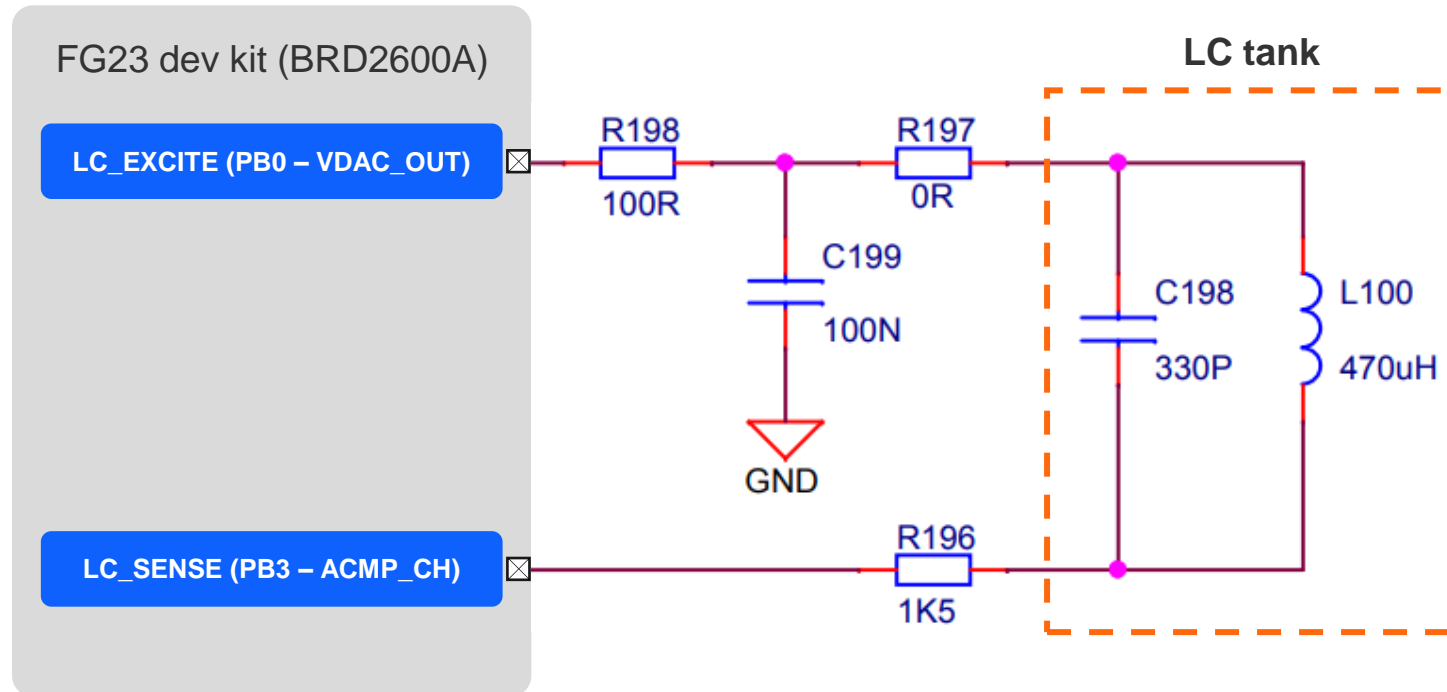 FG23 dev kit (BRD2600A)
LC tank
LC_EXCITE (PB0 – VDAC_OUT)
R198
100R
R197
0R
C199
100N
C198
330P
L100
470uH
GND
LC_SENSE (PB3 – ACMP_CH)
R196
1K5